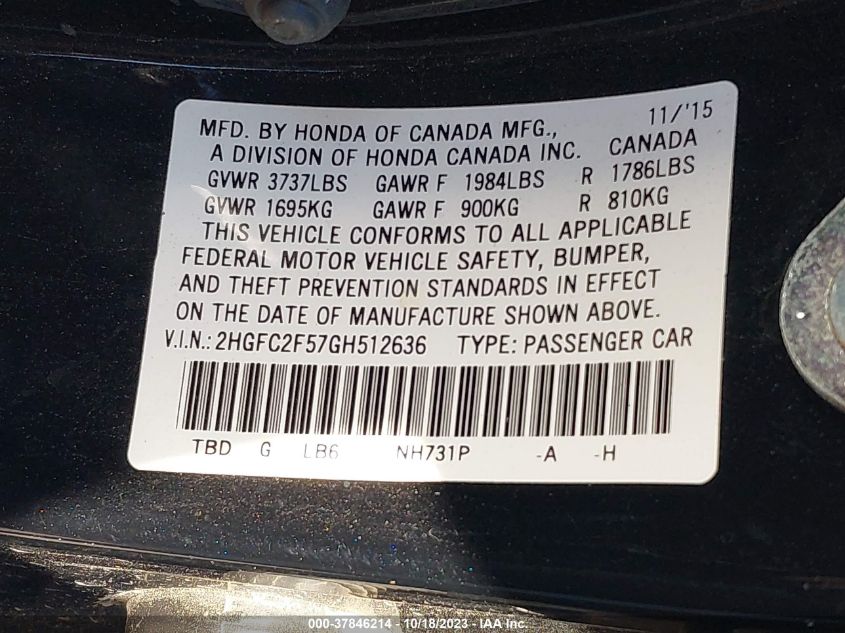 11/'15
MFD. BY HONDA OF CANADA MFG.,
A DIVISION OF HONDA CANADA INC. CANADA
GVWR 3737LBS GAWR F 1984LBS R 1786LBS
GVWR 1695KG GAWR F 900KG R 810KG
THIS VEHICLE CONFORMS TO ALL APPLICABLE
FEDERAL MOTOR VEHICLE SAFETY, BUMPER,
AND THEFT PREVENTION STANDARDS IN EFFECT
ON THE DATE OF MANUFACTURE SHOWN ABOVE.
V.I.N.: 2HGFC2F57GH512636 TYPE: PASSENGER CAR
TBD G LB6 NH731P -A -H
000-37846214 - 10/18/2023 - IAA Inc.